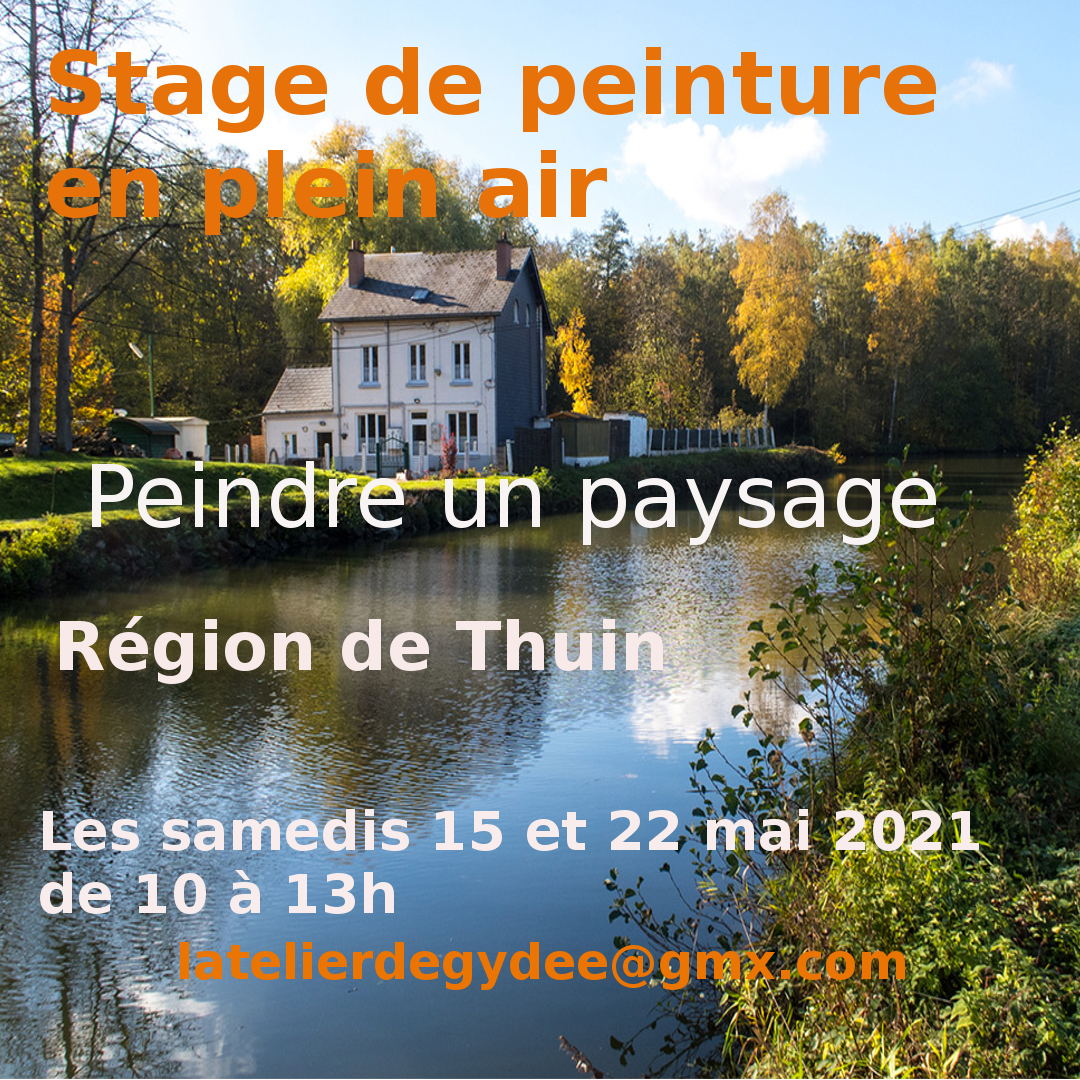 Stage de peinture
en plein air
Peindre un paysage
Région de Thuin
Les samedis 15 et 22 mai 2021
de 10 à 13h
latelierdegydee@gmx.com